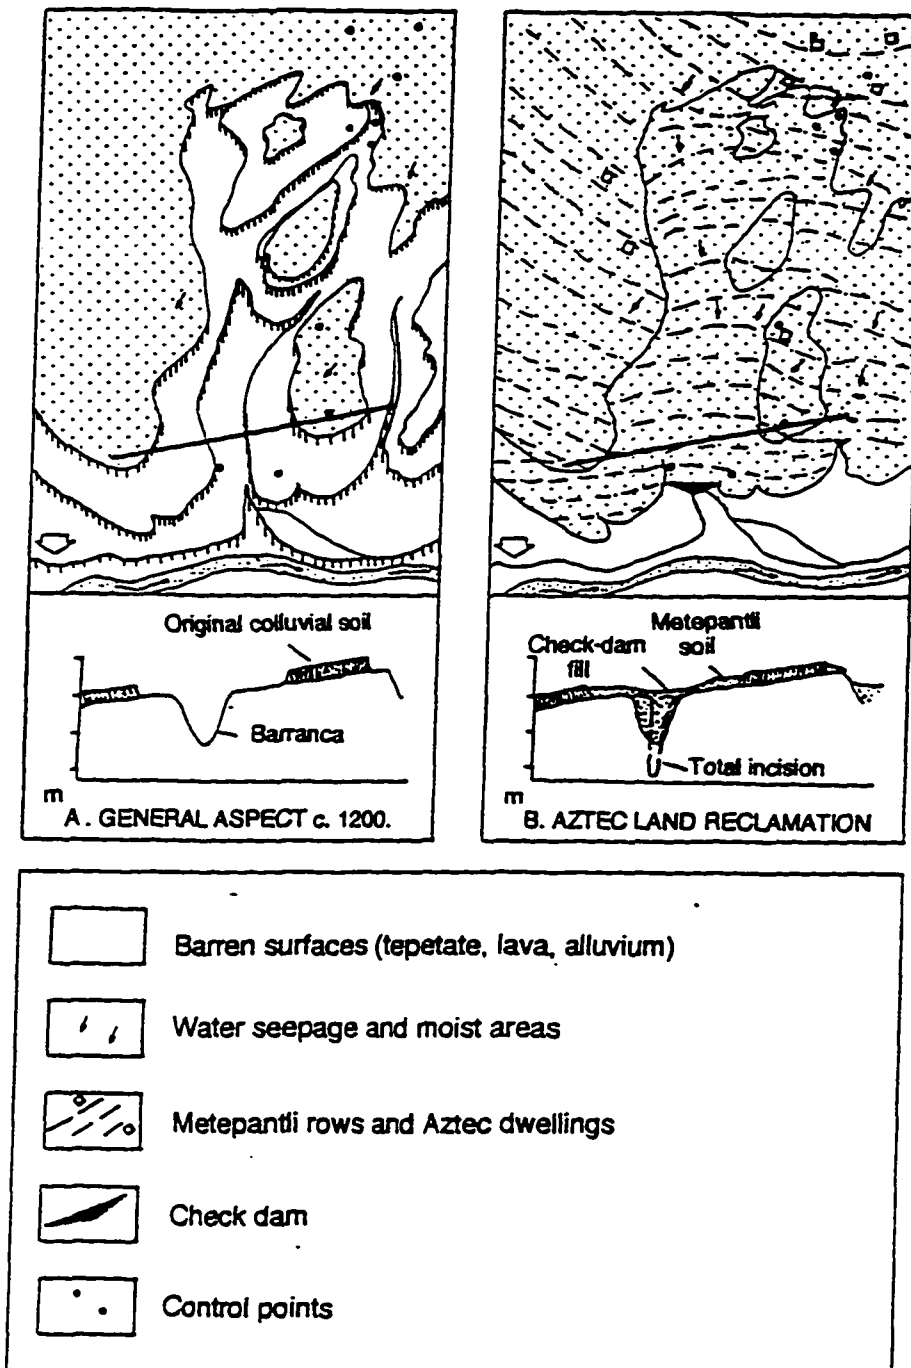 Original colluvial soil
Barranca
m
A. GENERAL ASPECT c. 1200.
Metepantli
soil
Check-dam
fill
Total incision
m
B. AZTEC LAND RECLAMATION
Barren surfaces (tepetate, lava, alluvium)
Water seepage and moist areas
Metepantli rows and Aztec dwellings
Check dam
Control points